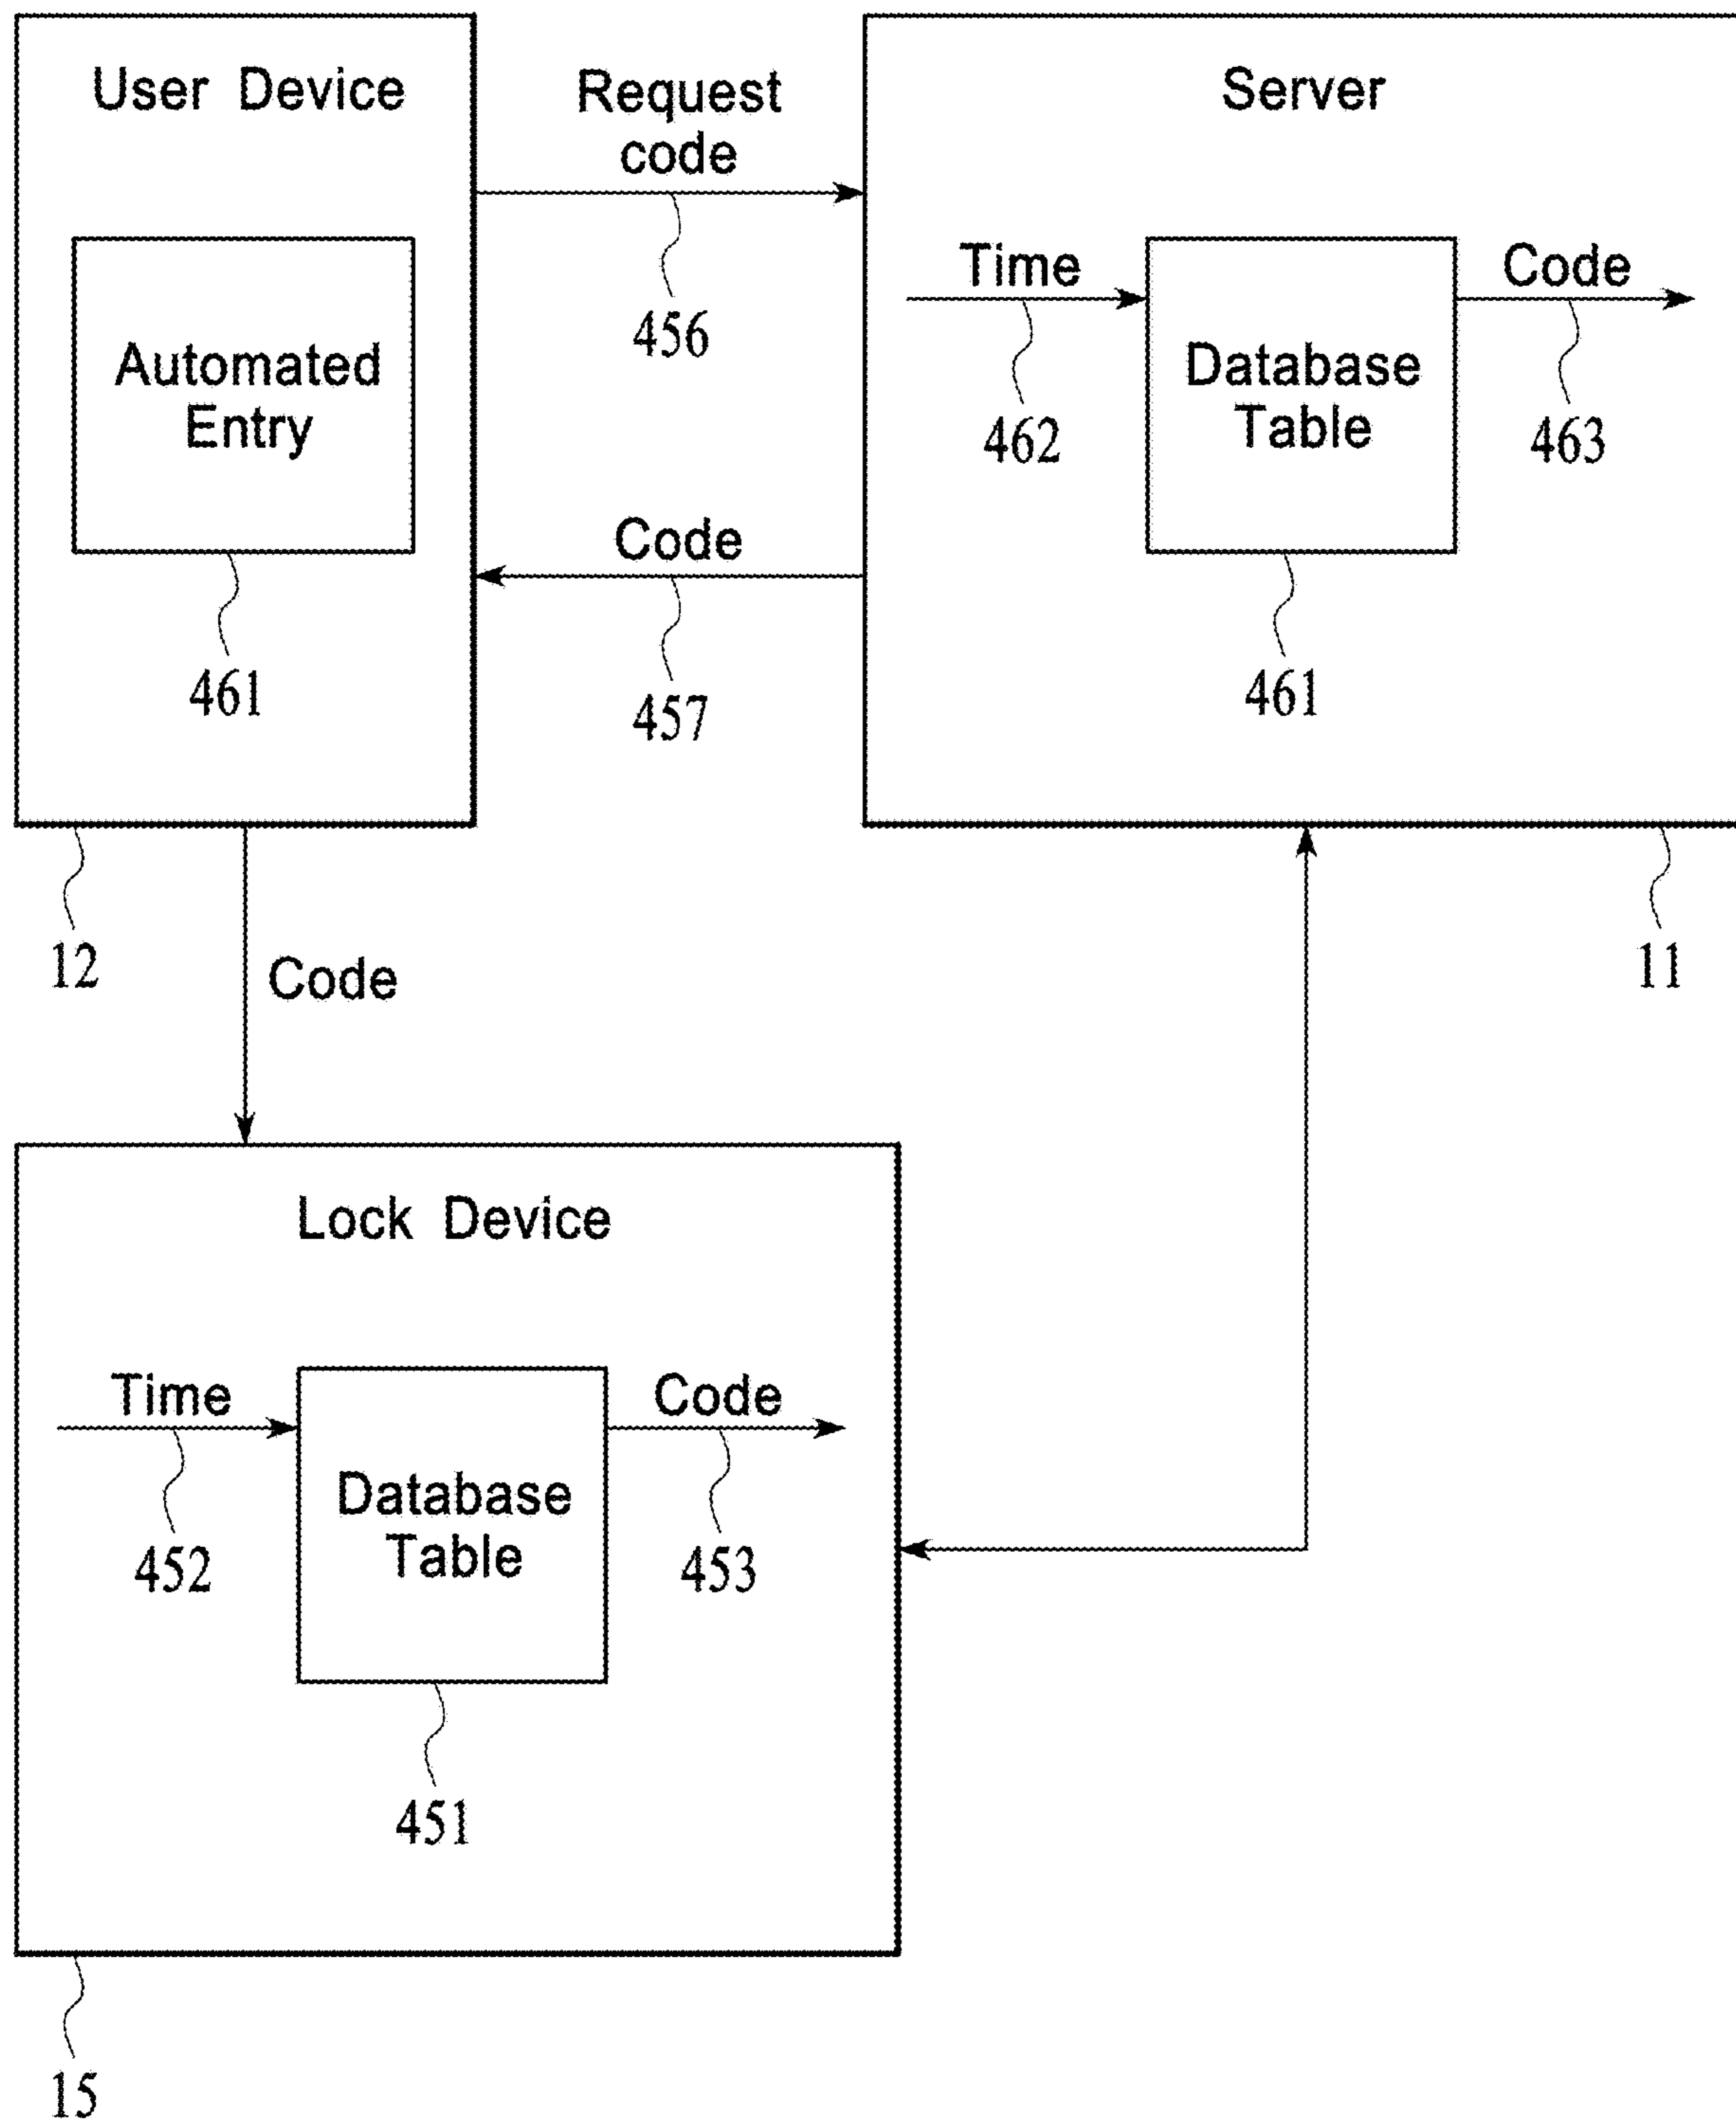 User Device
Request
code
Server
Automated
Entry
456
Time
Code
Database
Table
462
463
Code
461
457
461
12
Code
11
Lock Device
Time
Code
Database
Table
452
453
451
15